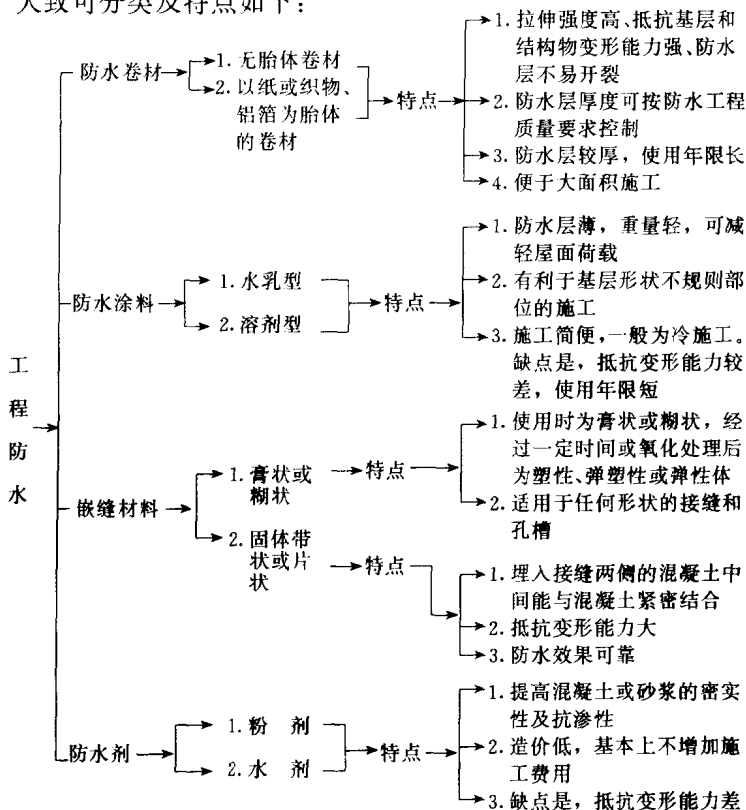 大致可分类及特点如下：
工程防水
防水卷材
1. 无胎体卷材
2. 以纸或织物、
铝箔为胎体
的卷材
特点
1. 拉伸强度高、抵抗基层和
结构物变形能力强、防水
层不易开裂
2. 防水层厚度可按防水工程
质量要求控制
3. 防水层较厚，使用年限长
4. 便于大面积施工
防水涂料
1. 水乳型
2. 溶剂型
特点
1. 防水层薄，重量轻，可减
轻屋面荷载
2. 有利于基层形状不规则部
位的施工
3. 施工简便，一般为冷施工。
缺点是，抵抗变形能力较
差，使用年限短
嵌缝材料
1. 膏状或
糊状
特点
1. 使用时为膏状或糊状，经
过一定时间或氧化处理后
为塑性、弹塑性或弹性体
2. 适用于任何形状的接缝和
孔槽
2. 固体带
状或片
状
特点
1. 埋入接缝两侧的混凝土中
间能与混凝土紧密结合
2. 抵抗变形能力大
3. 防水效果可靠
防水剂
1. 粉 剂
2. 水 剂
特点
1. 提高混凝土或砂浆的密实
性及抗渗性
2. 造价低，基本上不增加施
工费用
3. 缺点是，抵抗变形能力差